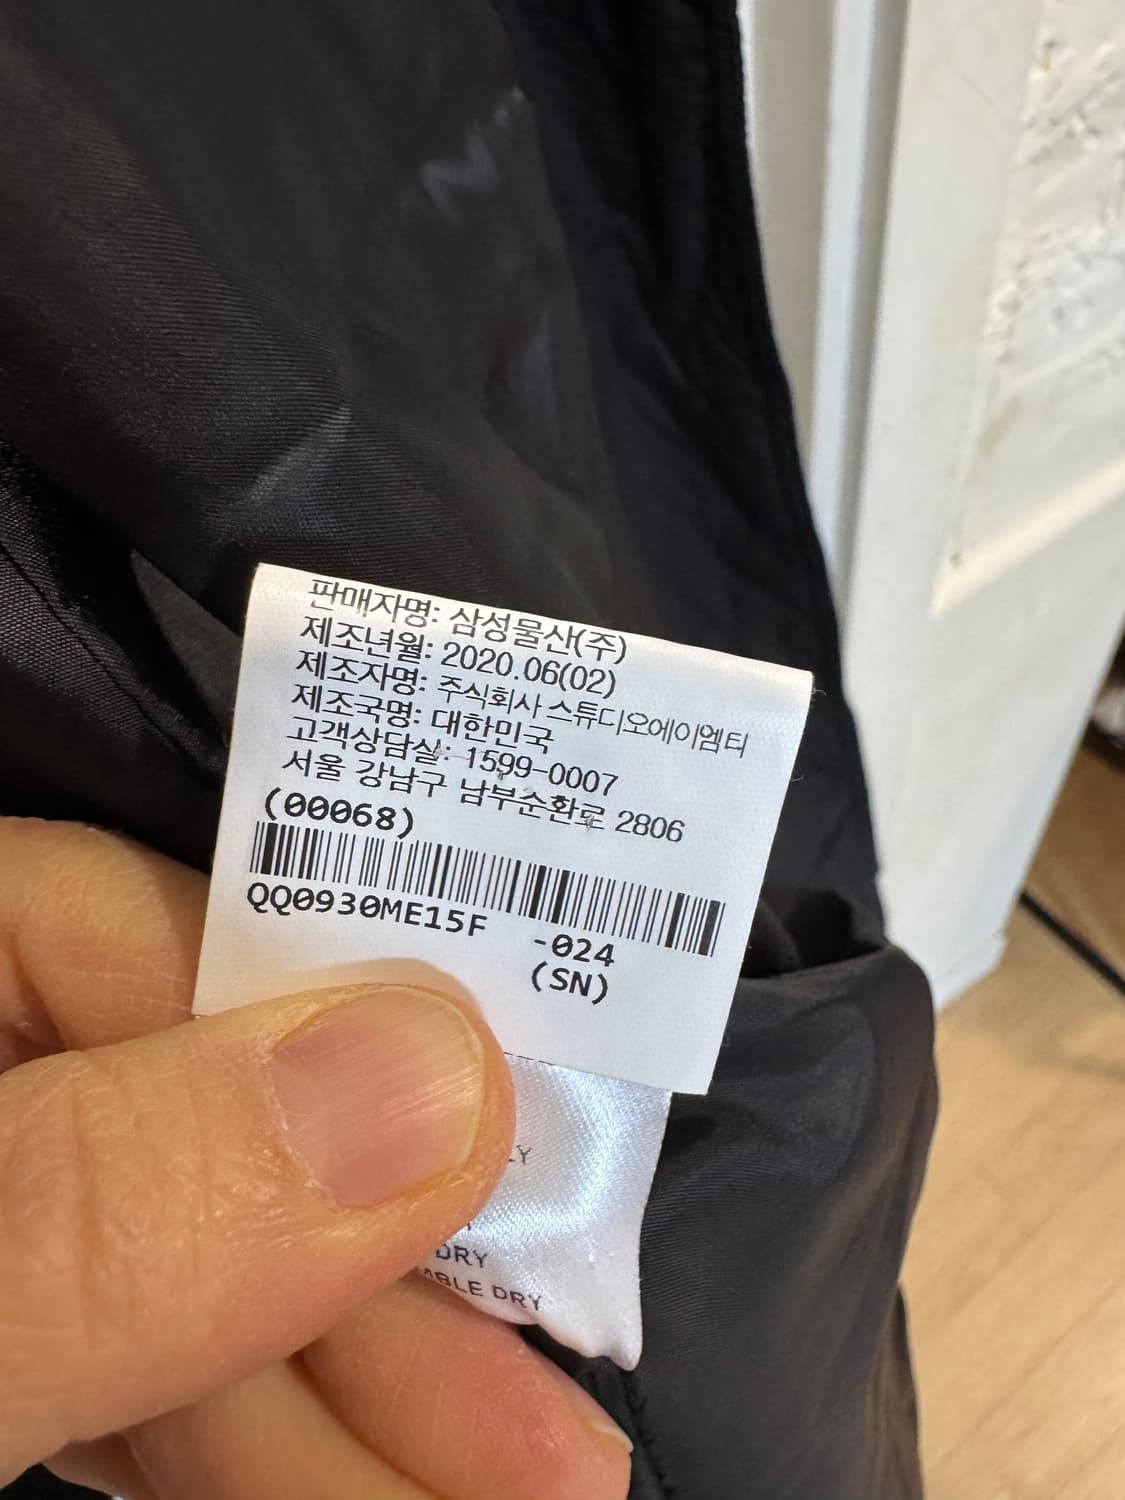 판매자명: 삼성물산(주)
제조년월: 2020.06(02)
제조자명: 주식회사 스튜디오에이엠티
제조국명: 대한민국
고객상담실: 1599-0007
서울 강남구 남부순환로 2806
(00068)
QQ0930ME15F -024
(SN)
DRY
DRY